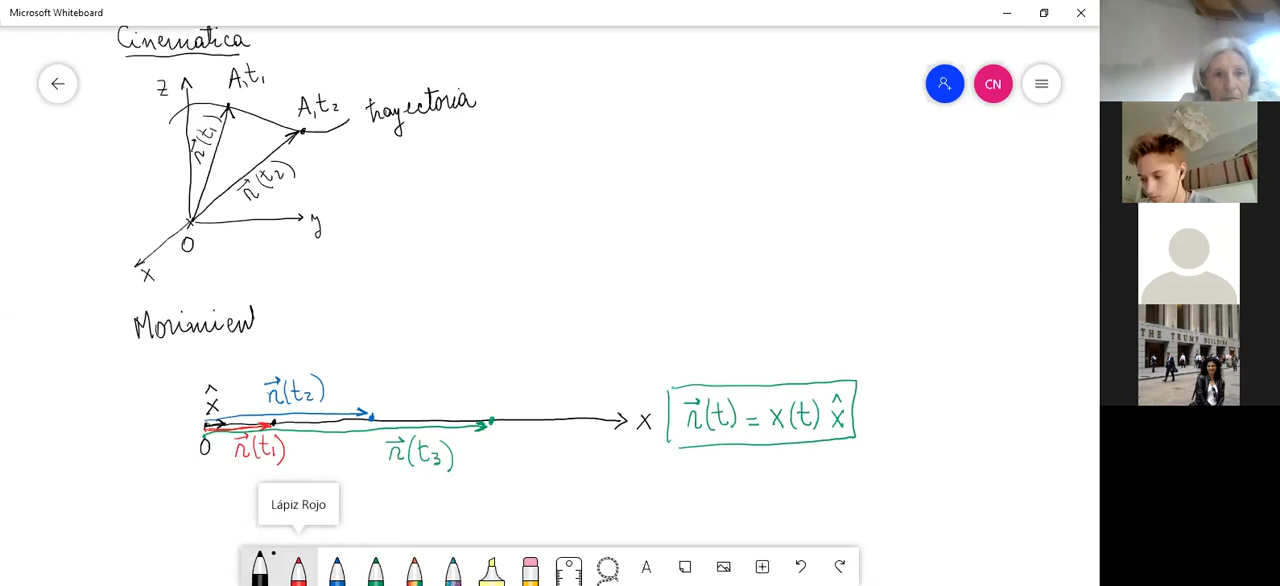 Microsoft Whiteboard
Cinematica
CN
z
A, t₁
A, t₂
trayectoria
r⃗(t₁)
r⃗(t₂)
y
O
x
Movimien
x̂
r⃗(t₂)
x
r⃗(t) = x(t) x̂
O
r⃗(t₁)
r⃗(t₃)
Lápiz Rojo
A
THE TRUMP BUILDING